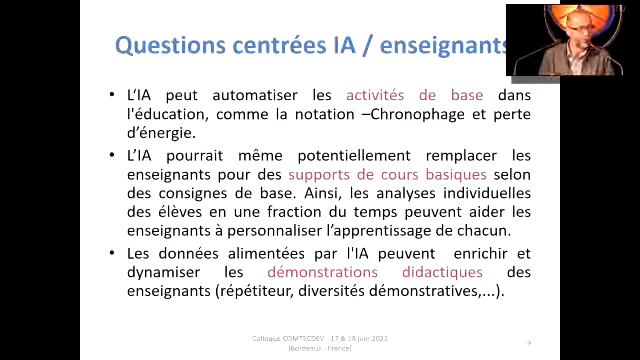 Questions centrées IA / enseignants
• L‘IA peut automatiser les activités de base dans
l'éducation, comme la notation –Chronophage et perte
d’énergie.
• L’IA pourrait même potentiellement remplacer les
enseignants pour des supports de cours basiques selon
des consignes de base. Ainsi, les analyses individuelles
des élèves en une fraction du temps peuvent aider les
enseignants à personnaliser l’apprentissage de chacun.
• Les données alimentées par l'IA peuvent enrichir et
dynamiser les démonstrations didactiques des
enseignants (répétiteur, diversités démonstratives,...).
Colloque COMTECDEV 17 & 18 juin 2021
(Bordeaux France)
9